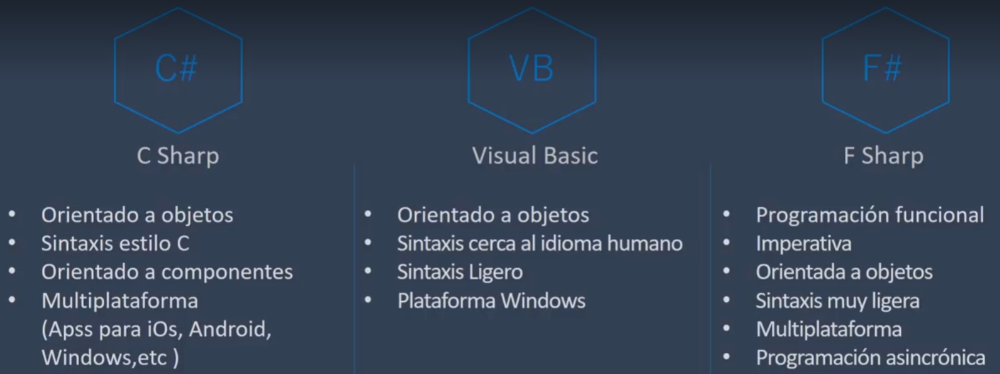 C#
C Sharp
• Orientado a objetos
• Sintaxis estilo C
• Orientado a componentes
• Multiplataforma
(Apss para iOs, Android,
Windows,etc )
VB
Visual Basic
• Orientado a objetos
• Sintaxis cerca al idioma humano
• Sintaxis Ligero
• Plataforma Windows
F#
F Sharp
• Programación funcional
• Imperativa
• Orientada a objetos
• Sintaxis muy ligera
• Multiplataforma
• Programación asincrónica